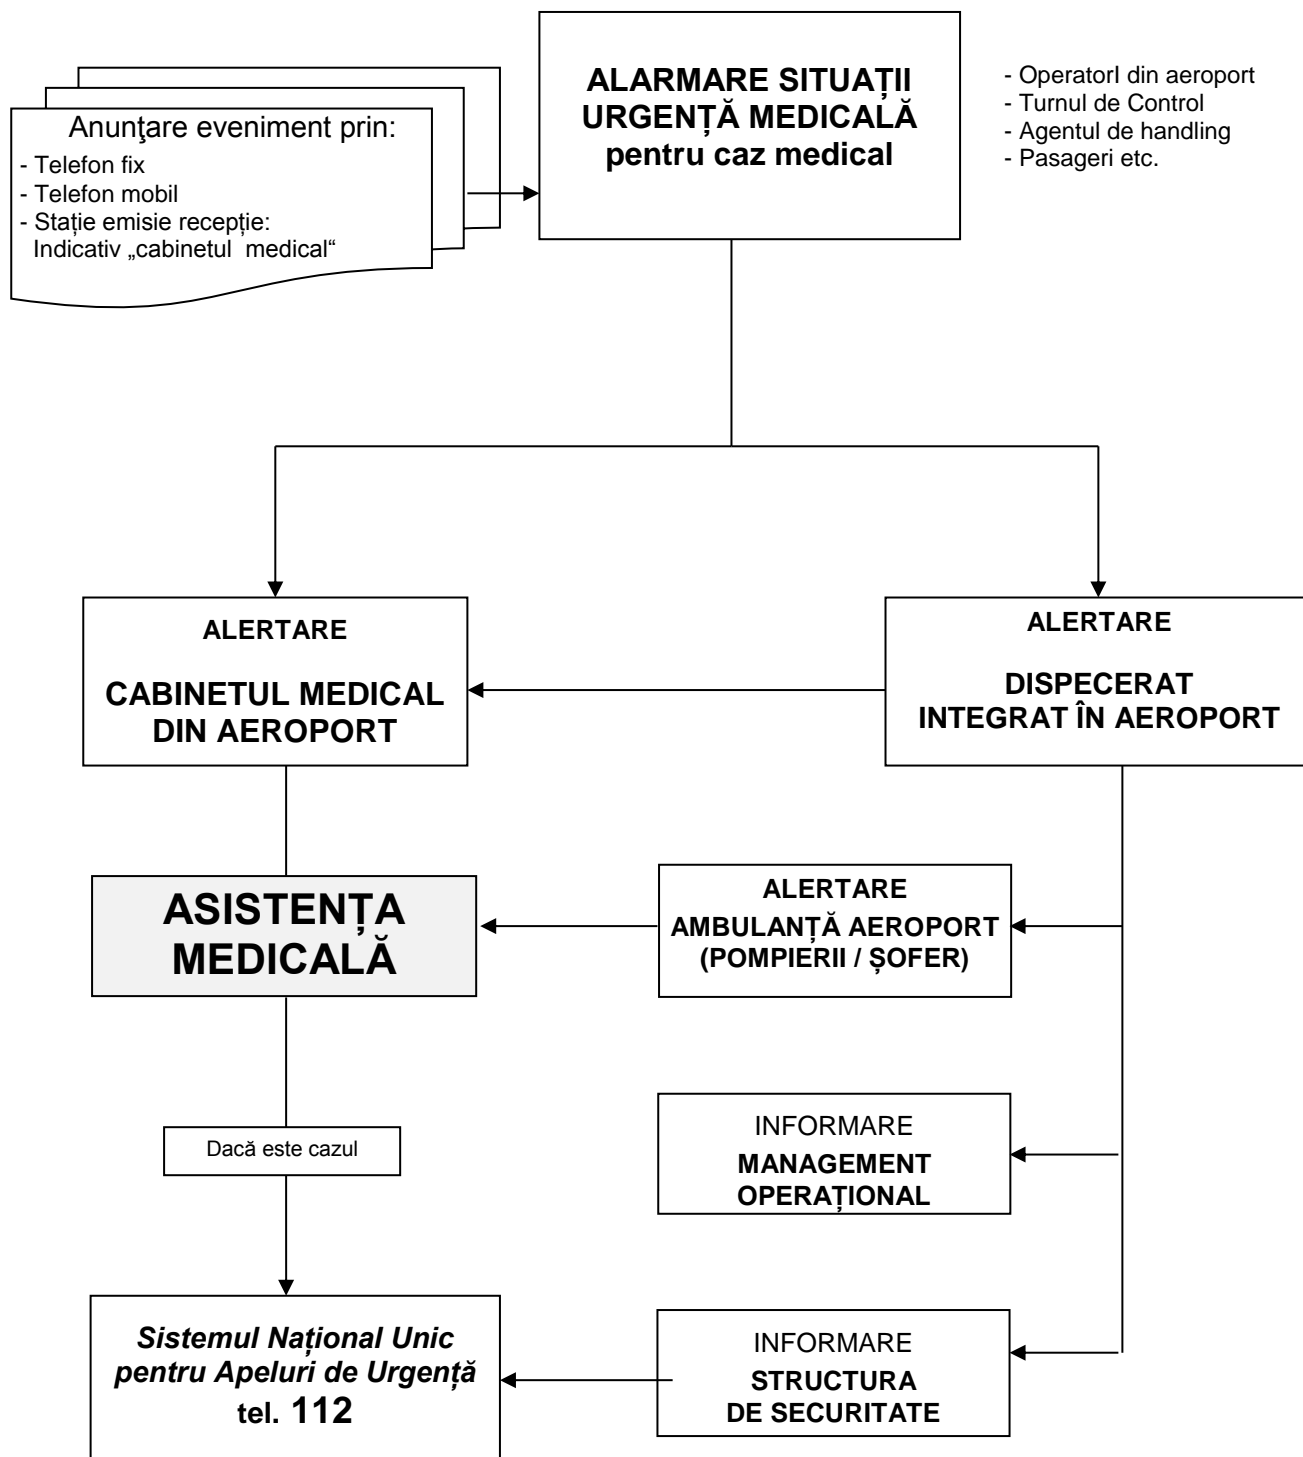 ALARMARE SITUAȚII
URGENȚĂ MEDICALĂ
pentru caz medical
- OperatorI din aeroport
- Turnul de Control
- Agentul de handling
- Pasageri etc.
Anunţare eveniment prin:
- Telefon fix
- Telefon mobil
- Stație emisie recepție:
Indicativ „cabinetul medical“
ALERTARE
CABINETUL MEDICAL
DIN AEROPORT
ALERTARE
DISPECERAT
INTEGRAT ÎN AEROPORT
ASISTENȚA
MEDICALĂ
ALERTARE
AMBULANȚĂ AEROPORT
(POMPIERII / ȘOFER)
Dacă este cazul
INFORMARE
MANAGEMENT
OPERAȚIONAL
Sistemul Național Unic
pentru Apeluri de Urgență
tel. 112
INFORMARE
STRUCTURA
DE SECURITATE